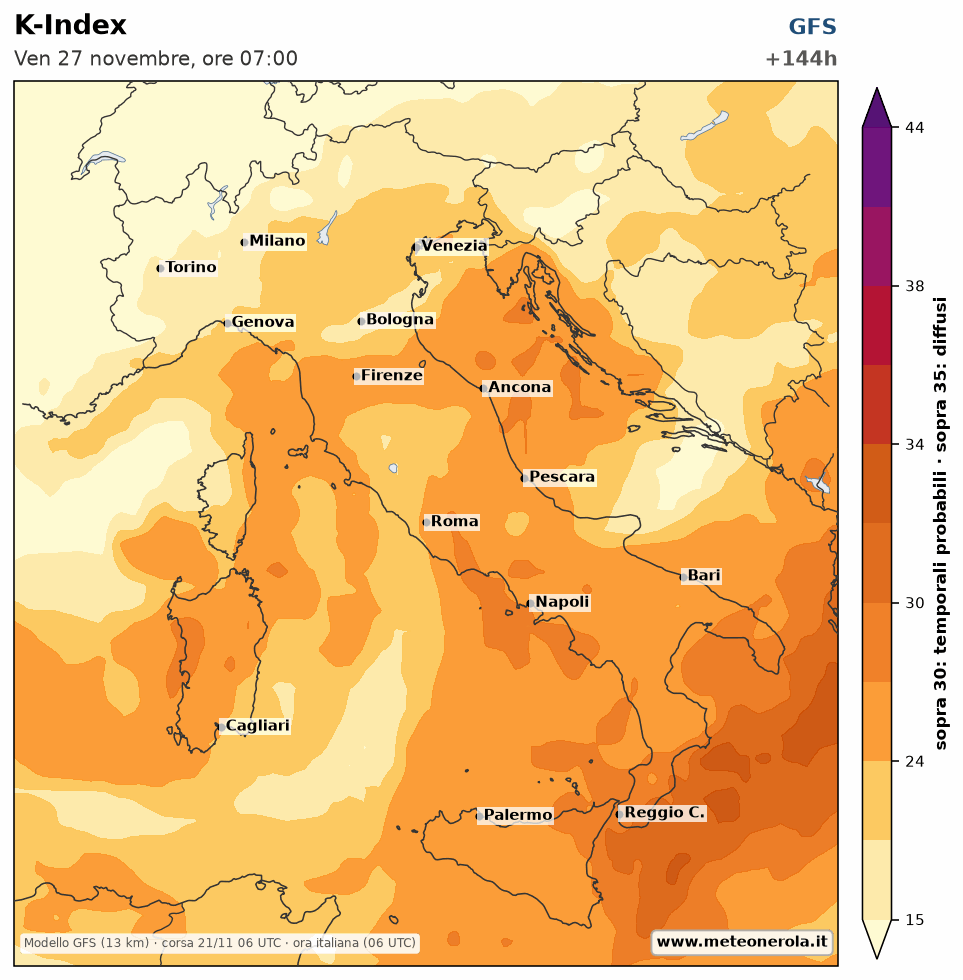 K-Index
GFS
Ven 27 novembre, ore 07:00
+144h
44
38
34
30
24
15
sopra 30: temporali probabili · sopra 35: diffusi
Milano
Venezia
Torino
Genova
Bologna
Firenze
Ancona
Pescara
Roma
Bari
Napoli
Cagliari
Palermo
Reggio C.
Modello GFS (13 km) · corsa 21/11 06 UTC · ora italiana (06 UTC)
www.meteonerola.it